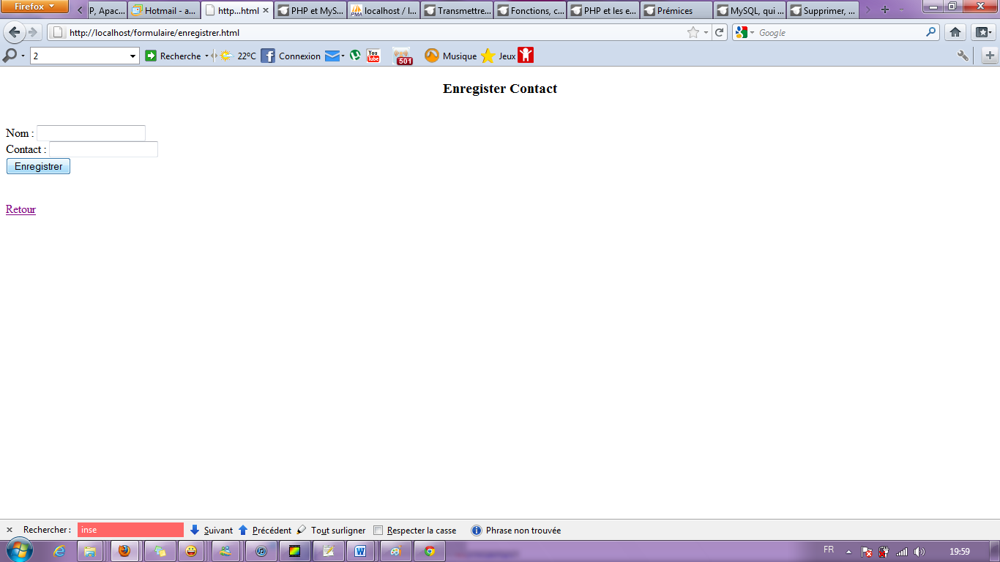 Firefox
P, Apac... Hotmail - a... http...html PHP et MyS... localhost / l... Transmettre... Fonctions, c... PHP et les e... Prémices MySQL, qui ... Supprimer, ...
http://localhost/formulaire/enregistrer.html Google
2 Recherche 22°C Connexion You Tube 501 Musique Jeux
Enregister Contact
Nom :
Contact :
Enregistrer
Retour
Rechercher : inse Suivant Précédent Tout surligner Respecter la casse Phrase non trouvée
FR 19:59